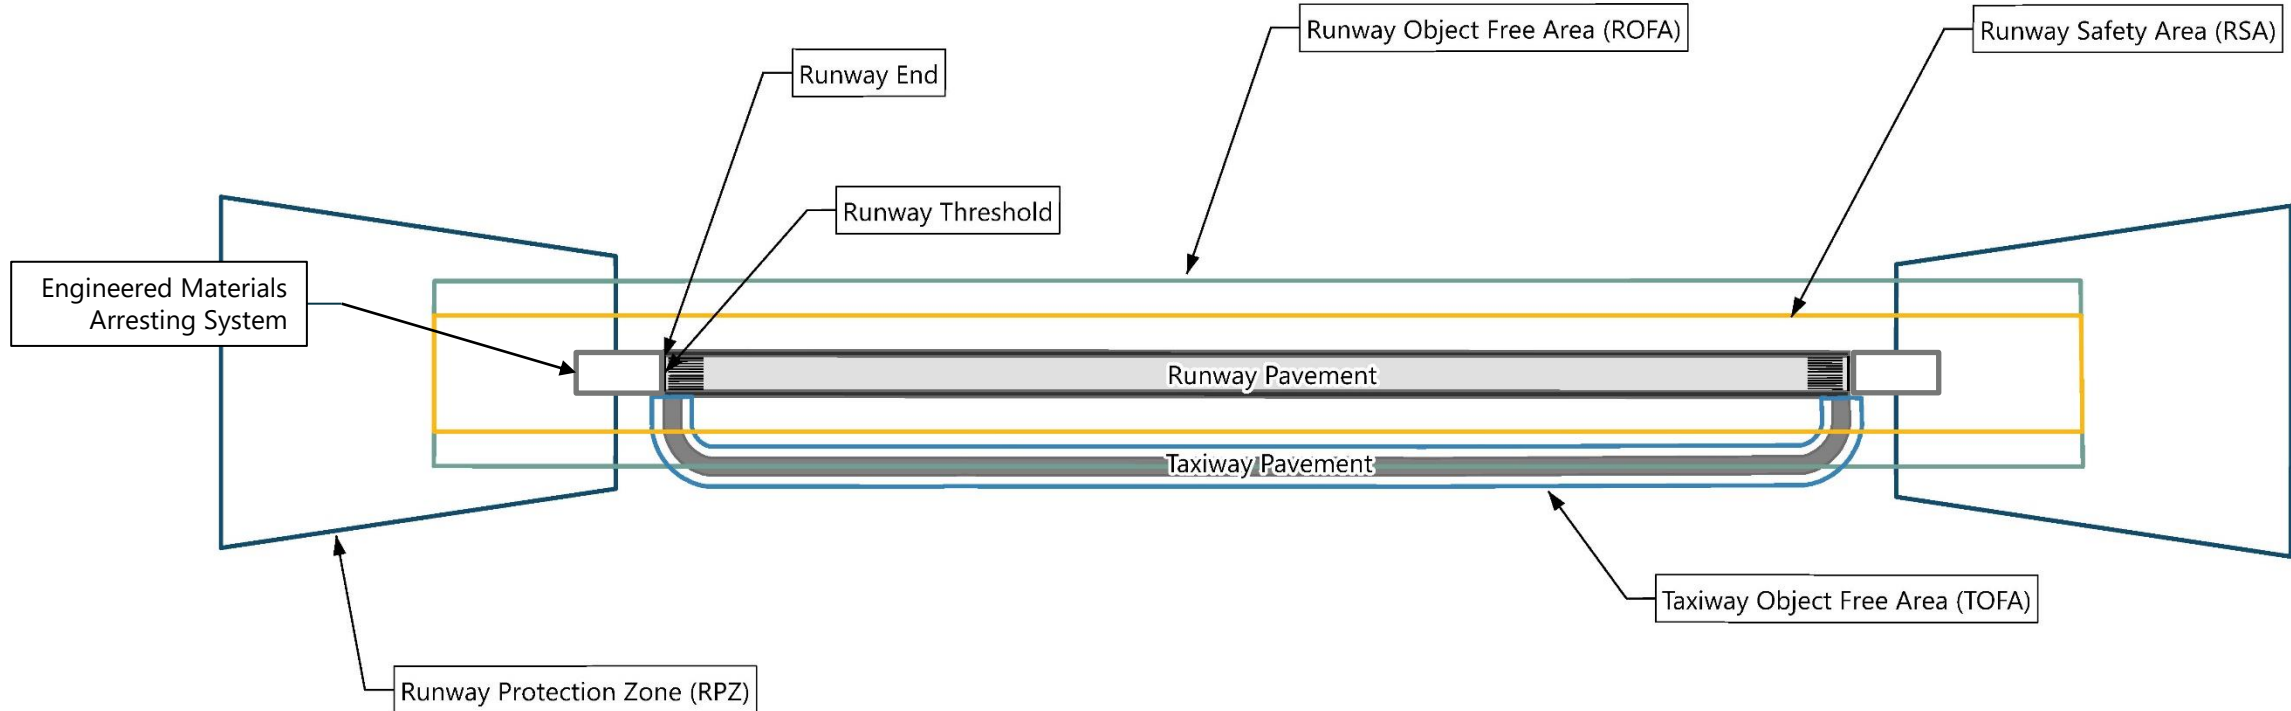 Runway Object Free Area (ROFA)
Runway Safety Area (RSA)
Runway End
Runway Threshold
Engineered Materials
Arresting System
Runway Pavement
Taxiway Pavement
Taxiway Object Free Area (TOFA)
Runway Protection Zone (RPZ)